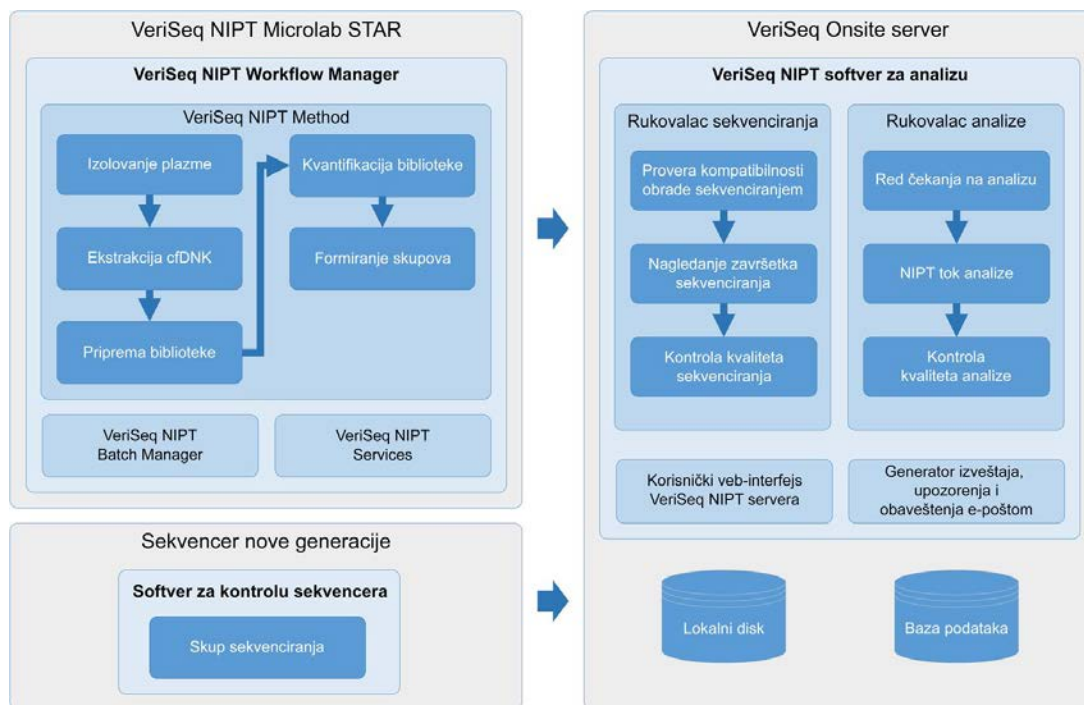 VeriSeq NIPT Microlab STAR
VeriSeq NIPT Workflow Manager
VeriSeq NIPT Method
Izolovanje plazme
Ekstrakcija cfDNK
Priprema biblioteke
Kvantifikacija biblioteke
Formiranje skupova
VeriSeq NIPT
Batch Manager
VeriSeq NIPT
Services
Sekvencer nove generacije
Softver za kontrolu sekvencera
Skup sekvenciranja
VeriSeq Onsite server
VeriSeq NIPT softver za analizu
Rukovalac sekvenciranja
Provera kompatibilnosti
obrade sekvenciranjem
Nagledanje završetka
sekvenciranja
Kontrola kvaliteta
sekvenciranja
Rukovalac analize
Red čekanja na analizu
NIPT tok analize
Kontrola
kvaliteta analize
Korisnički veb-interfejs
VeriSeq NIPT servera
Generator izveštaja,
upozorenja i
obaveštenja e-poštom
Lokalni disk
Baza podataka